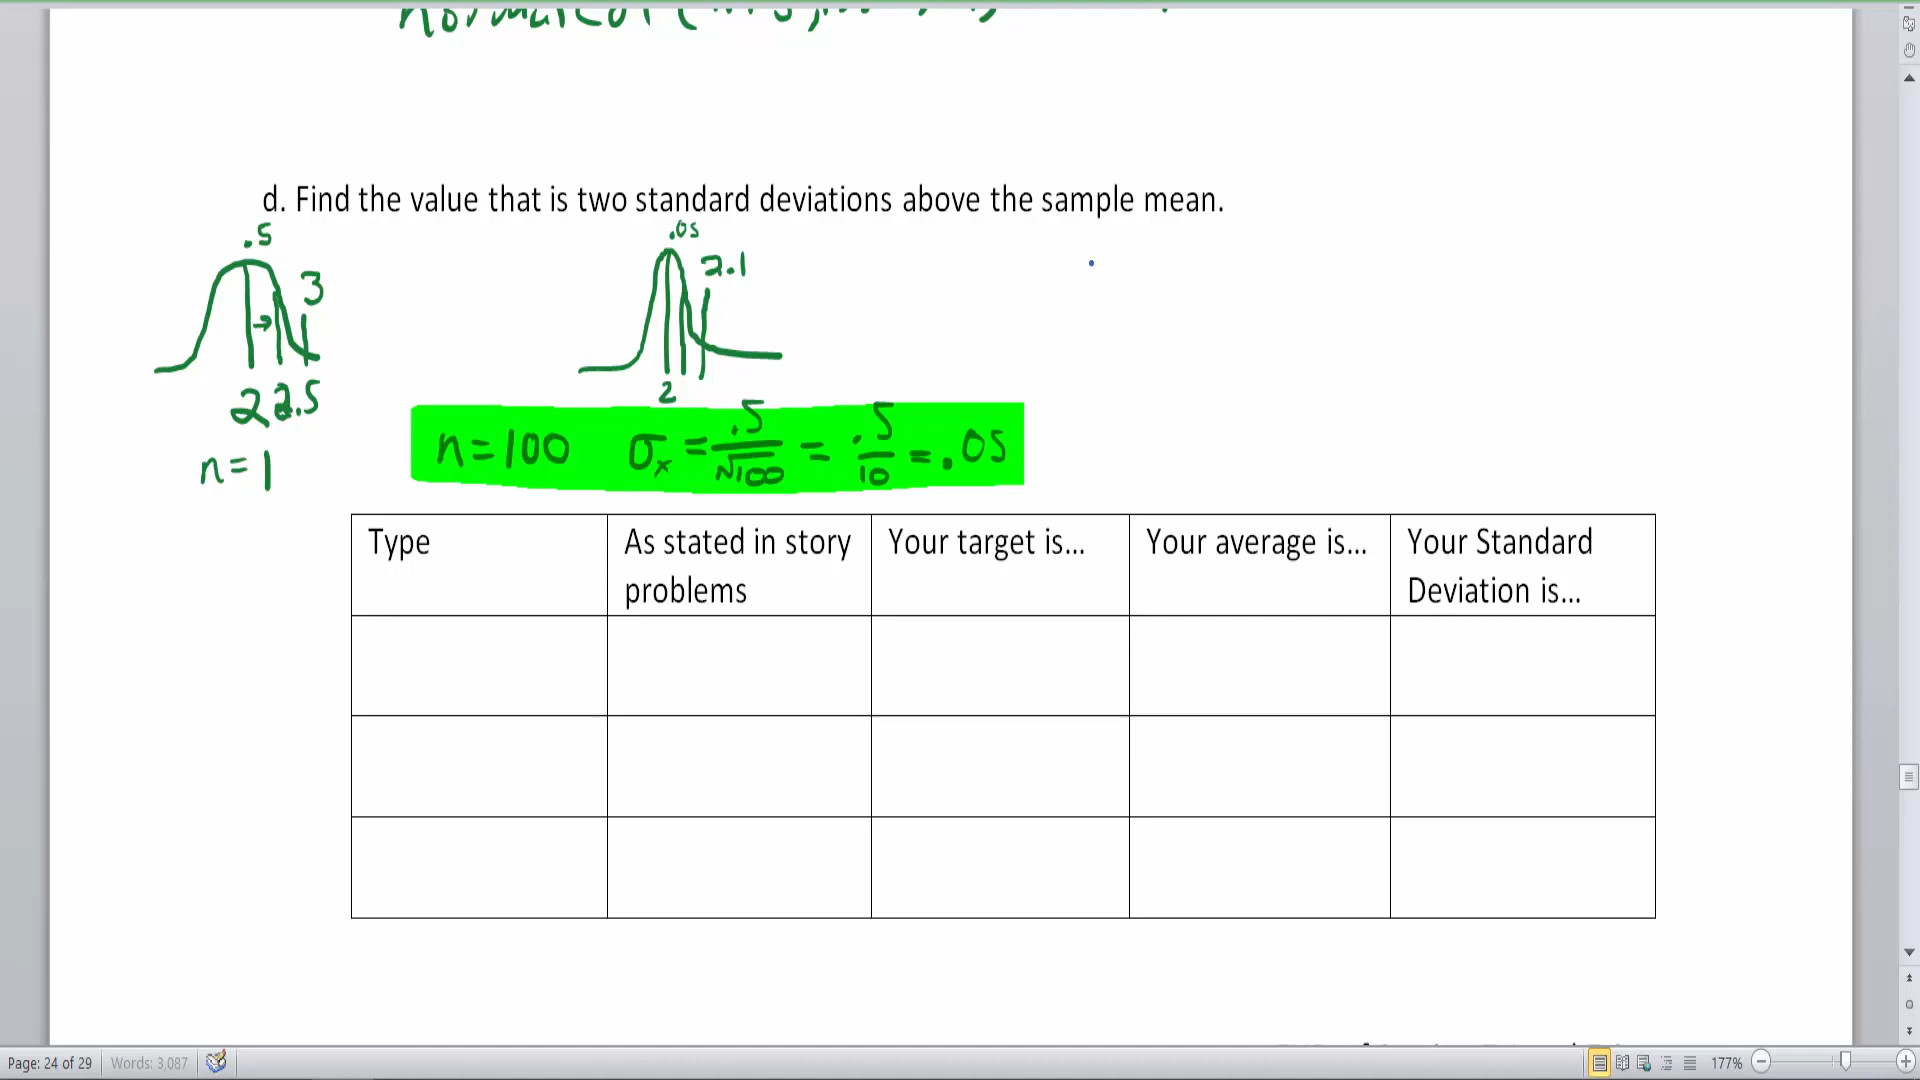 d. Find the value that is two standard deviations above the sample mean.
.5
3
2 2.5
n=1
.05
2.1
2
n=100 σx = .5/√100 = .5/10 = .05
Type
As stated in story
problems
Your target is...
Your average is...
Your Standard
Deviation is...
Page: 24 of 29
Words: 3,087
177%